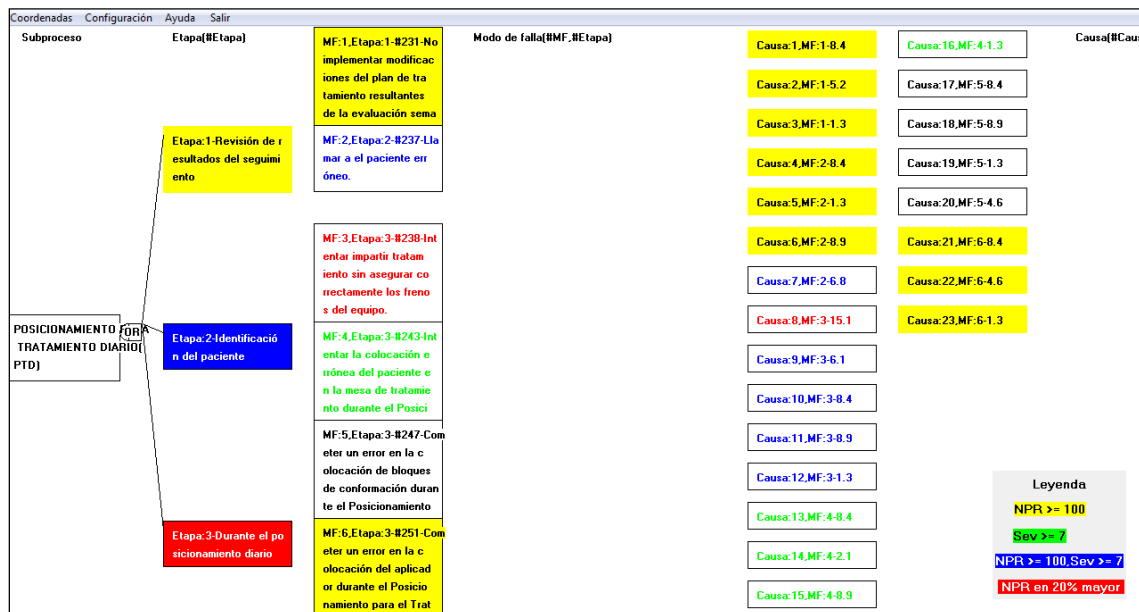 Coordenadas Configuración Ayuda Salir
Subproceso Etapa(#Etapa) Modo de falla(#MF,#Etapa) Causa(#Caus
POSICIONAMIENTO
TRATAMIENTO DIARIO(
PTD)
OR
Etapa:1-Revisión de r
esultados del seguimi
ento
Etapa:2-Identificació
n del paciente
Etapa:3-Durante el po
sicionamiento diario
MF:1,Etapa:1-#231-No
implementar modificac
iones del plan de tra
tamiento resultantes
de la evaluación sema
MF:2,Etapa:2-#237-Lla
mar a el paciente err
óneo.
MF:3,Etapa:3-#238-Int
entar impartir tratam
iento sin asegurar co
rrectamente los freno
s del equipo.
MF:4,Etapa:3-#243-Int
entar la colocación e
rrónea del paciente e
n la mesa de tratamie
nto durante el Posici
MF:5,Etapa:3-#247-Com
eter un error en la c
olocación de bloques
de conformación duran
te el Posicionamiento
MF:6,Etapa:3-#251-Com
eter un error en la c
olocación del aplicad
or durante el Posicio
namiento para el Trat
Causa:1,MF:1-8.4
Causa:2,MF:1-5.2
Causa:3,MF:1-1.3
Causa:4,MF:2-8.4
Causa:5,MF:2-1.3
Causa:6,MF:2-8.9
Causa:7,MF:2-6.8
Causa:8,MF:3-15.1
Causa:9,MF:3-6.1
Causa:10,MF:3-8.4
Causa:11,MF:3-8.9
Causa:12,MF:3-1.3
Causa:13,MF:4-8.4
Causa:14,MF:4-2.1
Causa:15,MF:4-8.9
Causa:16,MF:4-1.3
Causa:17,MF:5-8.4
Causa:18,MF:5-8.9
Causa:19,MF:5-1.3
Causa:20,MF:5-4.6
Causa:21,MF:6-8.4
Causa:22,MF:6-4.6
Causa:23,MF:6-1.3
Leyenda
NPR >= 100
Sev >= 7
NPR >= 100,Sev >= 7
NPR en 20% mayor